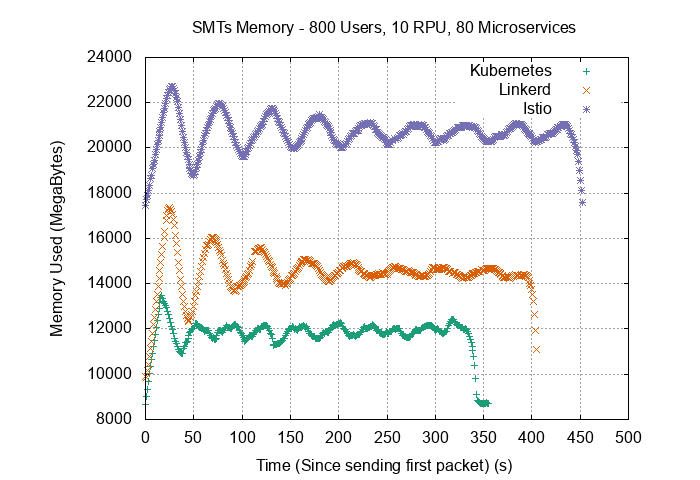 SMTs Memory - 800 Users, 10 RPU, 80 Microservices
24000
22000
20000
18000
16000
14000
12000
10000
8000
Memory Used (MegaBytes)
Kubernetes
Linkerd
Istio
0 50 100 150 200 250 300 350 400 450 500
Time (Since sending first packet) (s)